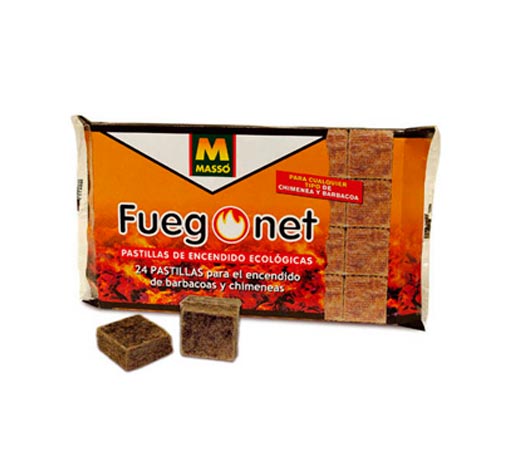 M
MASSÓ
PARA CUALQUIER
TIPO DE
CHIMENEA Y BARBACOA
Fuegonet
PASTILLAS DE ENCENDIDO ECOLÓGICAS
24 PASTILLAS para el encendido
de barbacoas y chimeneas